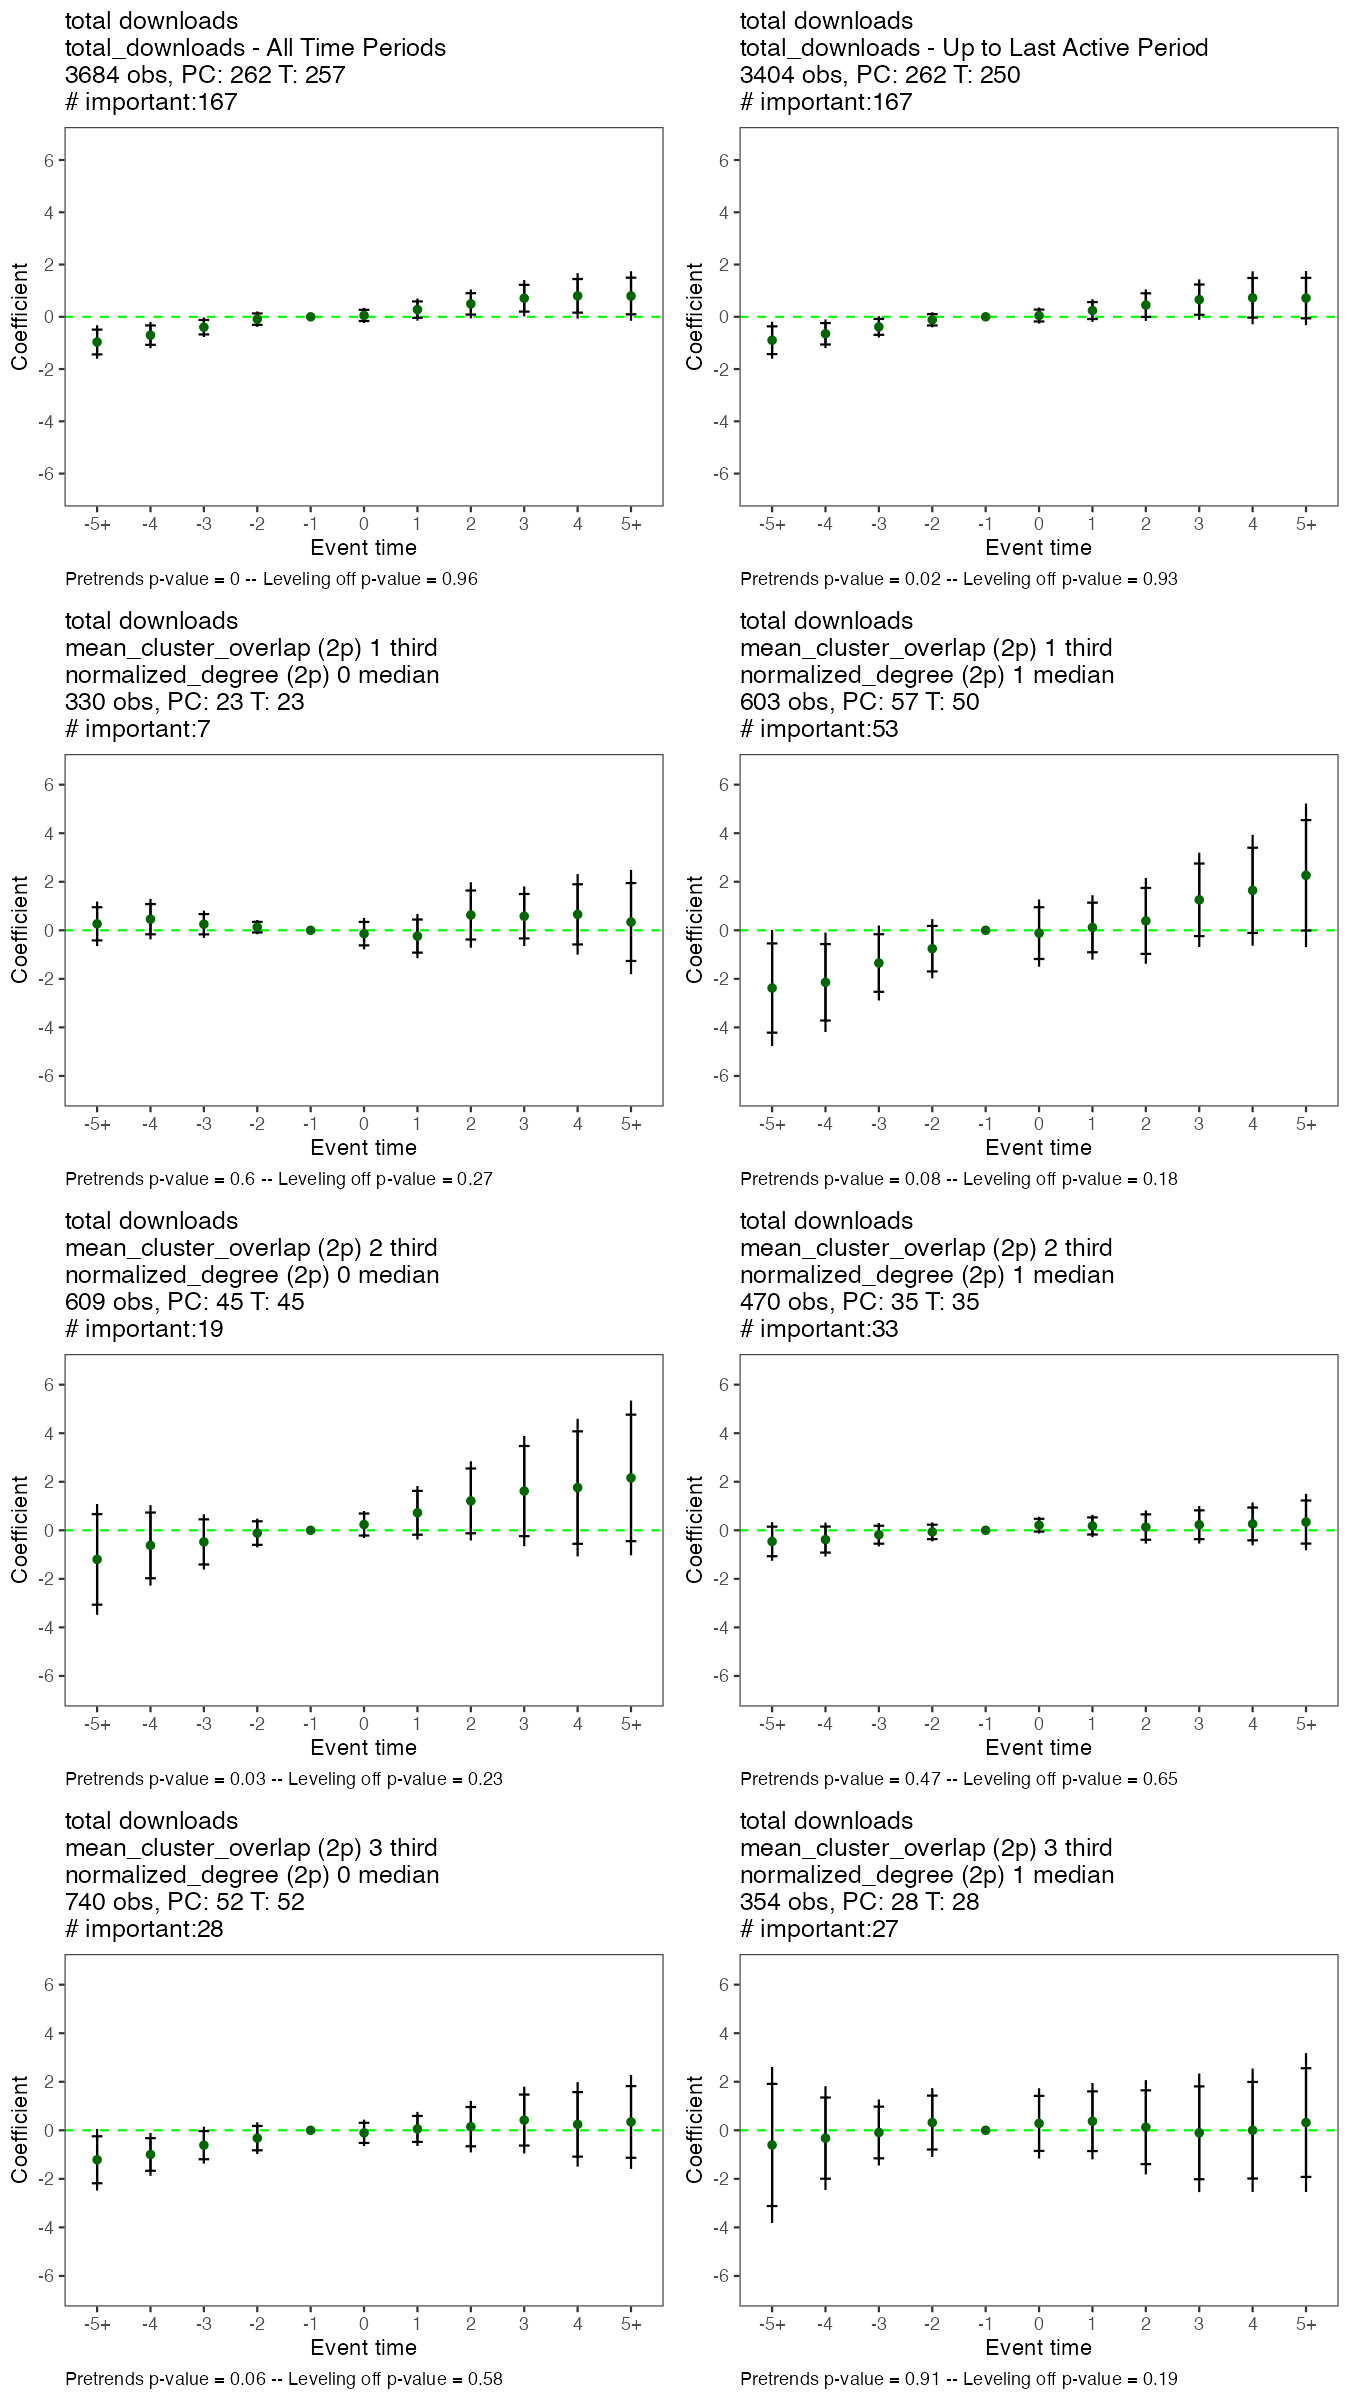 total downloads
total_downloads - All Time Periods
3684 obs, PC: 262 T: 257
# important:167
6
4
2
0
-2
-4
-6
Coefficient
-5+ -4 -3 -2 -1 0 1 2 3 4 5+
Event time
Pretrends p-value = 0 -- Leveling off p-value = 0.96
total downloads
total_downloads - Up to Last Active Period
3404 obs, PC: 262 T: 250
# important:167
6
4
2
0
-2
-4
-6
Coefficient
-5+ -4 -3 -2 -1 0 1 2 3 4 5+
Event time
Pretrends p-value = 0.02 -- Leveling off p-value = 0.93
total downloads
mean_cluster_overlap (2p) 1 third
normalized_degree (2p) 0 median
330 obs, PC: 23 T: 23
# important:7
6
4
2
0
-2
-4
-6
Coefficient
-5+ -4 -3 -2 -1 0 1 2 3 4 5+
Event time
Pretrends p-value = 0.6 -- Leveling off p-value = 0.27
total downloads
mean_cluster_overlap (2p) 1 third
normalized_degree (2p) 1 median
603 obs, PC: 57 T: 50
# important:53
6
4
2
0
-2
-4
-6
Coefficient
-5+ -4 -3 -2 -1 0 1 2 3 4 5+
Event time
Pretrends p-value = 0.08 -- Leveling off p-value = 0.18
total downloads
mean_cluster_overlap (2p) 2 third
normalized_degree (2p) 0 median
609 obs, PC: 45 T: 45
# important:19
6
4
2
0
-2
-4
-6
Coefficient
-5+ -4 -3 -2 -1 0 1 2 3 4 5+
Event time
Pretrends p-value = 0.03 -- Leveling off p-value = 0.23
total downloads
mean_cluster_overlap (2p) 2 third
normalized_degree (2p) 1 median
470 obs, PC: 35 T: 35
# important:33
6
4
2
0
-2
-4
-6
Coefficient
-5+ -4 -3 -2 -1 0 1 2 3 4 5+
Event time
Pretrends p-value = 0.47 -- Leveling off p-value = 0.65
total downloads
mean_cluster_overlap (2p) 3 third
normalized_degree (2p) 0 median
740 obs, PC: 52 T: 52
# important:28
6
4
2
0
-2
-4
-6
Coefficient
-5+ -4 -3 -2 -1 0 1 2 3 4 5+
Event time
Pretrends p-value = 0.06 -- Leveling off p-value = 0.58
total downloads
mean_cluster_overlap (2p) 3 third
normalized_degree (2p) 1 median
354 obs, PC: 28 T: 28
# important:27
6
4
2
0
-2
-4
-6
Coefficient
-5+ -4 -3 -2 -1 0 1 2 3 4 5+
Event time
Pretrends p-value = 0.91 -- Leveling off p-value = 0.19